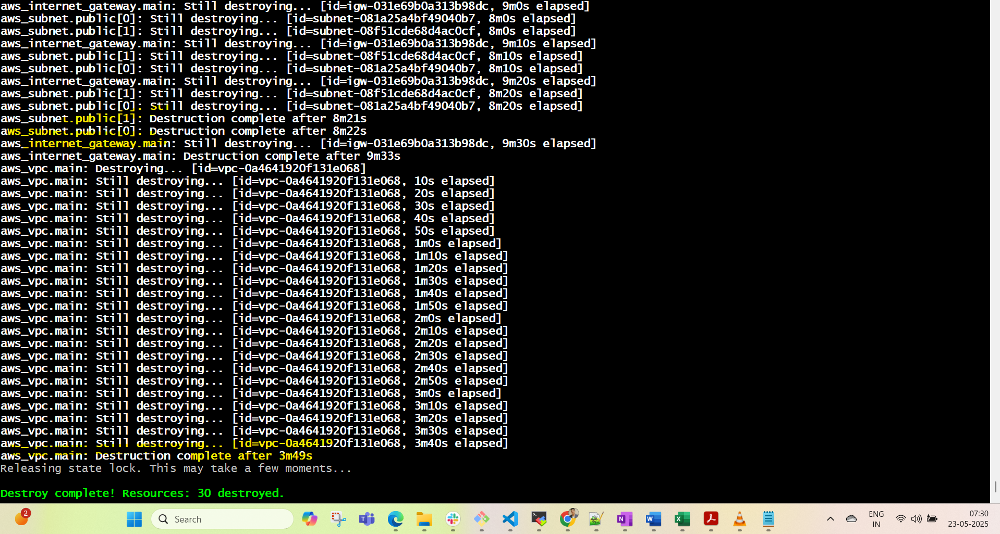 aws_internet_gateway.main: Still destroying... [id=igw-031e69b0a313b98dc, 9m0s elapsed]
aws_subnet.public[0]: Still destroying... [id=subnet-081a25a4bf49040b7, 8m0s elapsed]
aws_subnet.public[1]: Still destroying... [id=subnet-08f51cde68d4ac0cf, 8m0s elapsed]
aws_internet_gateway.main: Still destroying... [id=igw-031e69b0a313b98dc, 9m10s elapsed]
aws_subnet.public[1]: Still destroying... [id=subnet-08f51cde68d4ac0cf, 8m10s elapsed]
aws_subnet.public[0]: Still destroying... [id=subnet-081a25a4bf49040b7, 8m10s elapsed]
aws_internet_gateway.main: Still destroying... [id=igw-031e69b0a313b98dc, 9m20s elapsed]
aws_subnet.public[1]: Still destroying... [id=subnet-08f51cde68d4ac0cf, 8m20s elapsed]
aws_subnet.public[0]: Still destroying... [id=subnet-081a25a4bf49040b7, 8m20s elapsed]
aws_subnet.public[1]: Destruction complete after 8m21s
aws_subnet.public[0]: Destruction complete after 8m22s
aws_internet_gateway.main: Still destroying... [id=igw-031e69b0a313b98dc, 9m30s elapsed]
aws_internet_gateway.main: Destruction complete after 9m33s
aws_vpc.main: Destroying... [id=vpc-0a4641920f131e068]
aws_vpc.main: Still destroying... [id=vpc-0a4641920f131e068, 10s elapsed]
aws_vpc.main: Still destroying... [id=vpc-0a4641920f131e068, 20s elapsed]
aws_vpc.main: Still destroying... [id=vpc-0a4641920f131e068, 30s elapsed]
aws_vpc.main: Still destroying... [id=vpc-0a4641920f131e068, 40s elapsed]
aws_vpc.main: Still destroying... [id=vpc-0a4641920f131e068, 50s elapsed]
aws_vpc.main: Still destroying... [id=vpc-0a4641920f131e068, 1m0s elapsed]
aws_vpc.main: Still destroying... [id=vpc-0a4641920f131e068, 1m10s elapsed]
aws_vpc.main: Still destroying... [id=vpc-0a4641920f131e068, 1m20s elapsed]
aws_vpc.main: Still destroying... [id=vpc-0a4641920f131e068, 1m30s elapsed]
aws_vpc.main: Still destroying... [id=vpc-0a4641920f131e068, 1m40s elapsed]
aws_vpc.main: Still destroying... [id=vpc-0a4641920f131e068, 1m50s elapsed]
aws_vpc.main: Still destroying... [id=vpc-0a4641920f131e068, 2m0s elapsed]
aws_vpc.main: Still destroying... [id=vpc-0a4641920f131e068, 2m10s elapsed]
aws_vpc.main: Still destroying... [id=vpc-0a4641920f131e068, 2m20s elapsed]
aws_vpc.main: Still destroying... [id=vpc-0a4641920f131e068, 2m30s elapsed]
aws_vpc.main: Still destroying... [id=vpc-0a4641920f131e068, 2m40s elapsed]
aws_vpc.main: Still destroying... [id=vpc-0a4641920f131e068, 2m50s elapsed]
aws_vpc.main: Still destroying... [id=vpc-0a4641920f131e068, 3m0s elapsed]
aws_vpc.main: Still destroying... [id=vpc-0a4641920f131e068, 3m10s elapsed]
aws_vpc.main: Still destroying... [id=vpc-0a4641920f131e068, 3m20s elapsed]
aws_vpc.main: Still destroying... [id=vpc-0a4641920f131e068, 3m30s elapsed]
aws_vpc.main: Still destroying... [id=vpc-0a4641920f131e068, 3m40s elapsed]
aws_vpc.main: Destruction complete after 3m49s
Releasing state lock. This may take a few moments...
Destroy complete! Resources: 30 destroyed.
2
Search
ENG
IN
07:30
23-05-2025